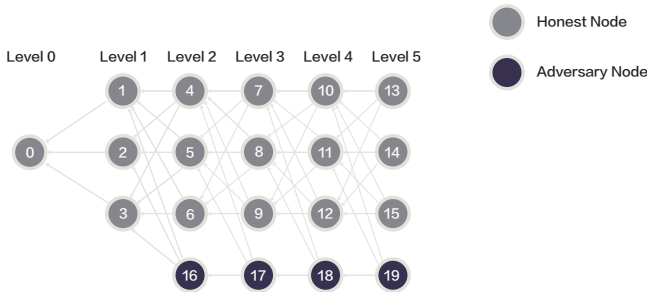 Honest Node
Level 0 Level 1 Level 2 Level 3 Level 4 Level 5
Adversary Node
1 4 7 10 13
0 2 5 8 11 14
3 6 9 12 15
16 17 18 19